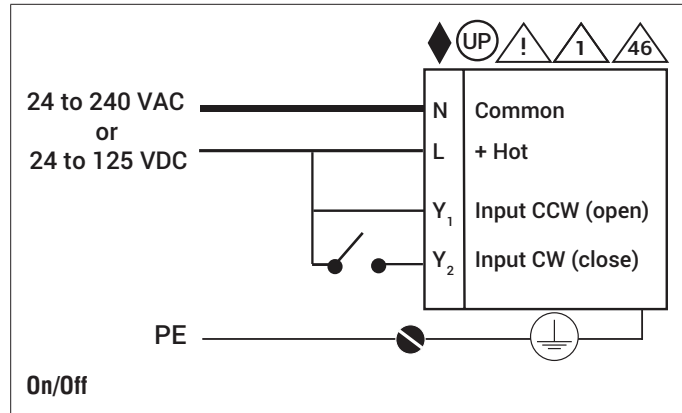 UP ! 1 46
24 to 240 VAC
or
24 to 125 VDC
N Common
L + Hot
Y1 Input CCW (open)
Y2 Input CW (close)
PE
On/Off